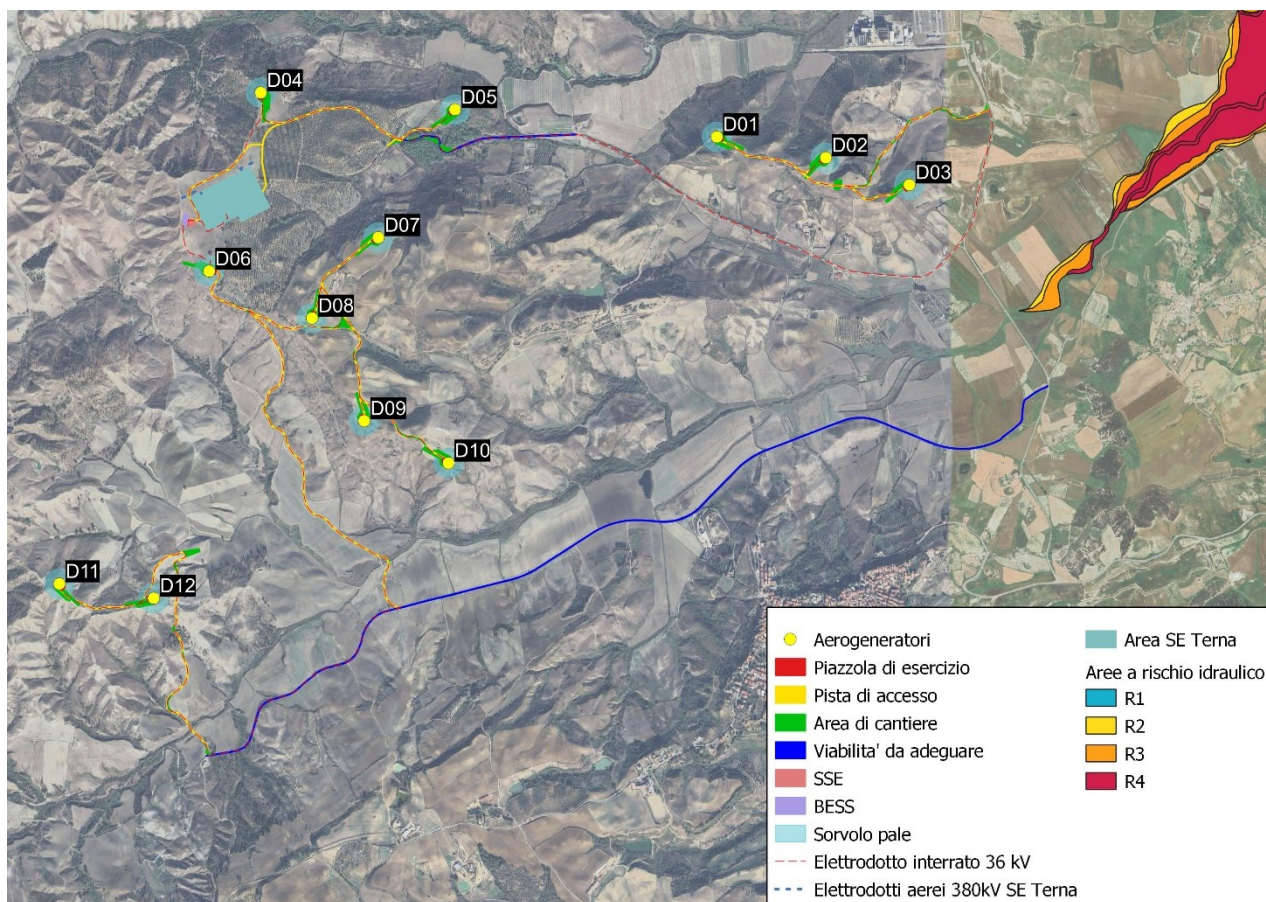 D04
D05
D01
D02
D03
D07
D06
D08
D09
D10
D11
D12
Aerogeneratori
Piazzola di esercizio
Pista di accesso
Area di cantiere
Viabilita' da adeguare
SSE
BESS
Sorvolo pale
Elettrodotto interrato 36 kV
Elettrodotti aerei 380kV SE Terna
Area SE Terna
Aree a rischio idraulico
R1
R2
R3
R4